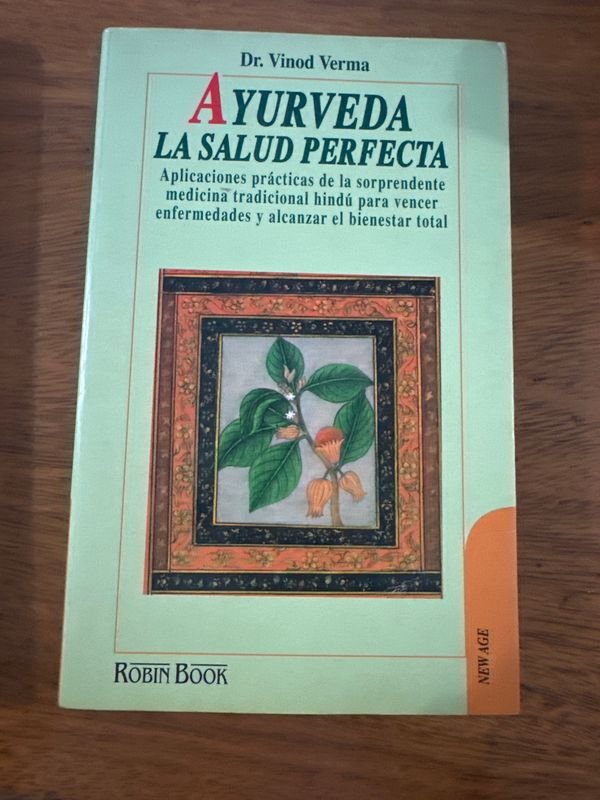 Dr. Vinod Verma
AYURVEDA
LA SALUD PERFECTA
Aplicaciones prácticas de la sorprendente
medicina tradicional hindú para vencer
enfermedades y alcanzar el bienestar total
ROBIN BOOK
NEW AGE